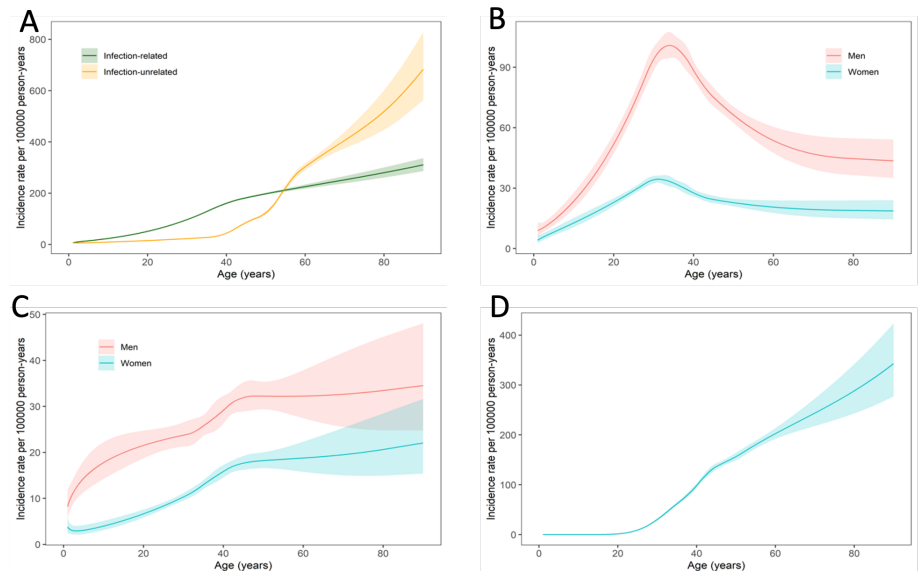 A
Incidence rate per 100000 person-years
800
600
400
200
0
Infection-related
Infection-unrelated
0 20 40 60 80
Age (years)
B
Incidence rate per 100000 person-years
90
60
30
0
Men
Women
0 20 40 60 80
Age (years)
C
Incidence rate per 100000 person-years
50
40
30
20
10
0
Men
Women
0 20 40 60 80
Age (years)
D
Incidence rate per 100000 person-years
400
300
200
100
0
0 20 40 60 80
Age (years)